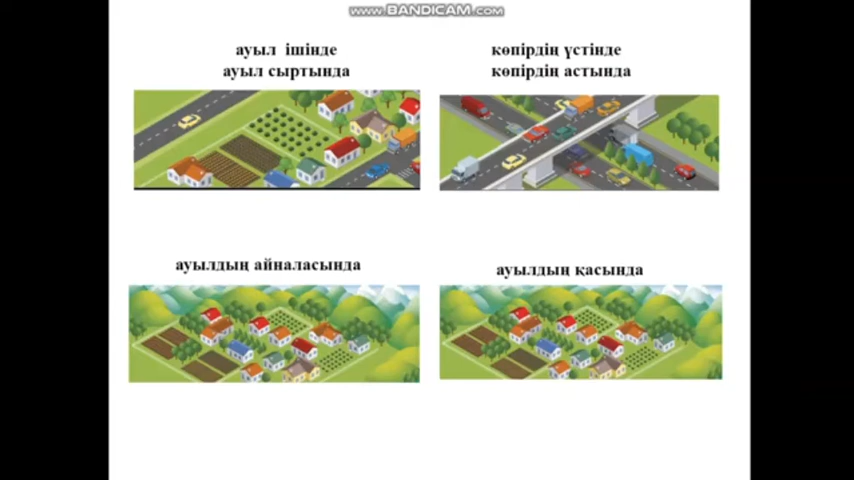 www.BANDICAM.com
ауыл ішінде
ауыл сыртында
көпірдің үстінде
көпірдің астында
ауылдың айналасында
ауылдың қасында